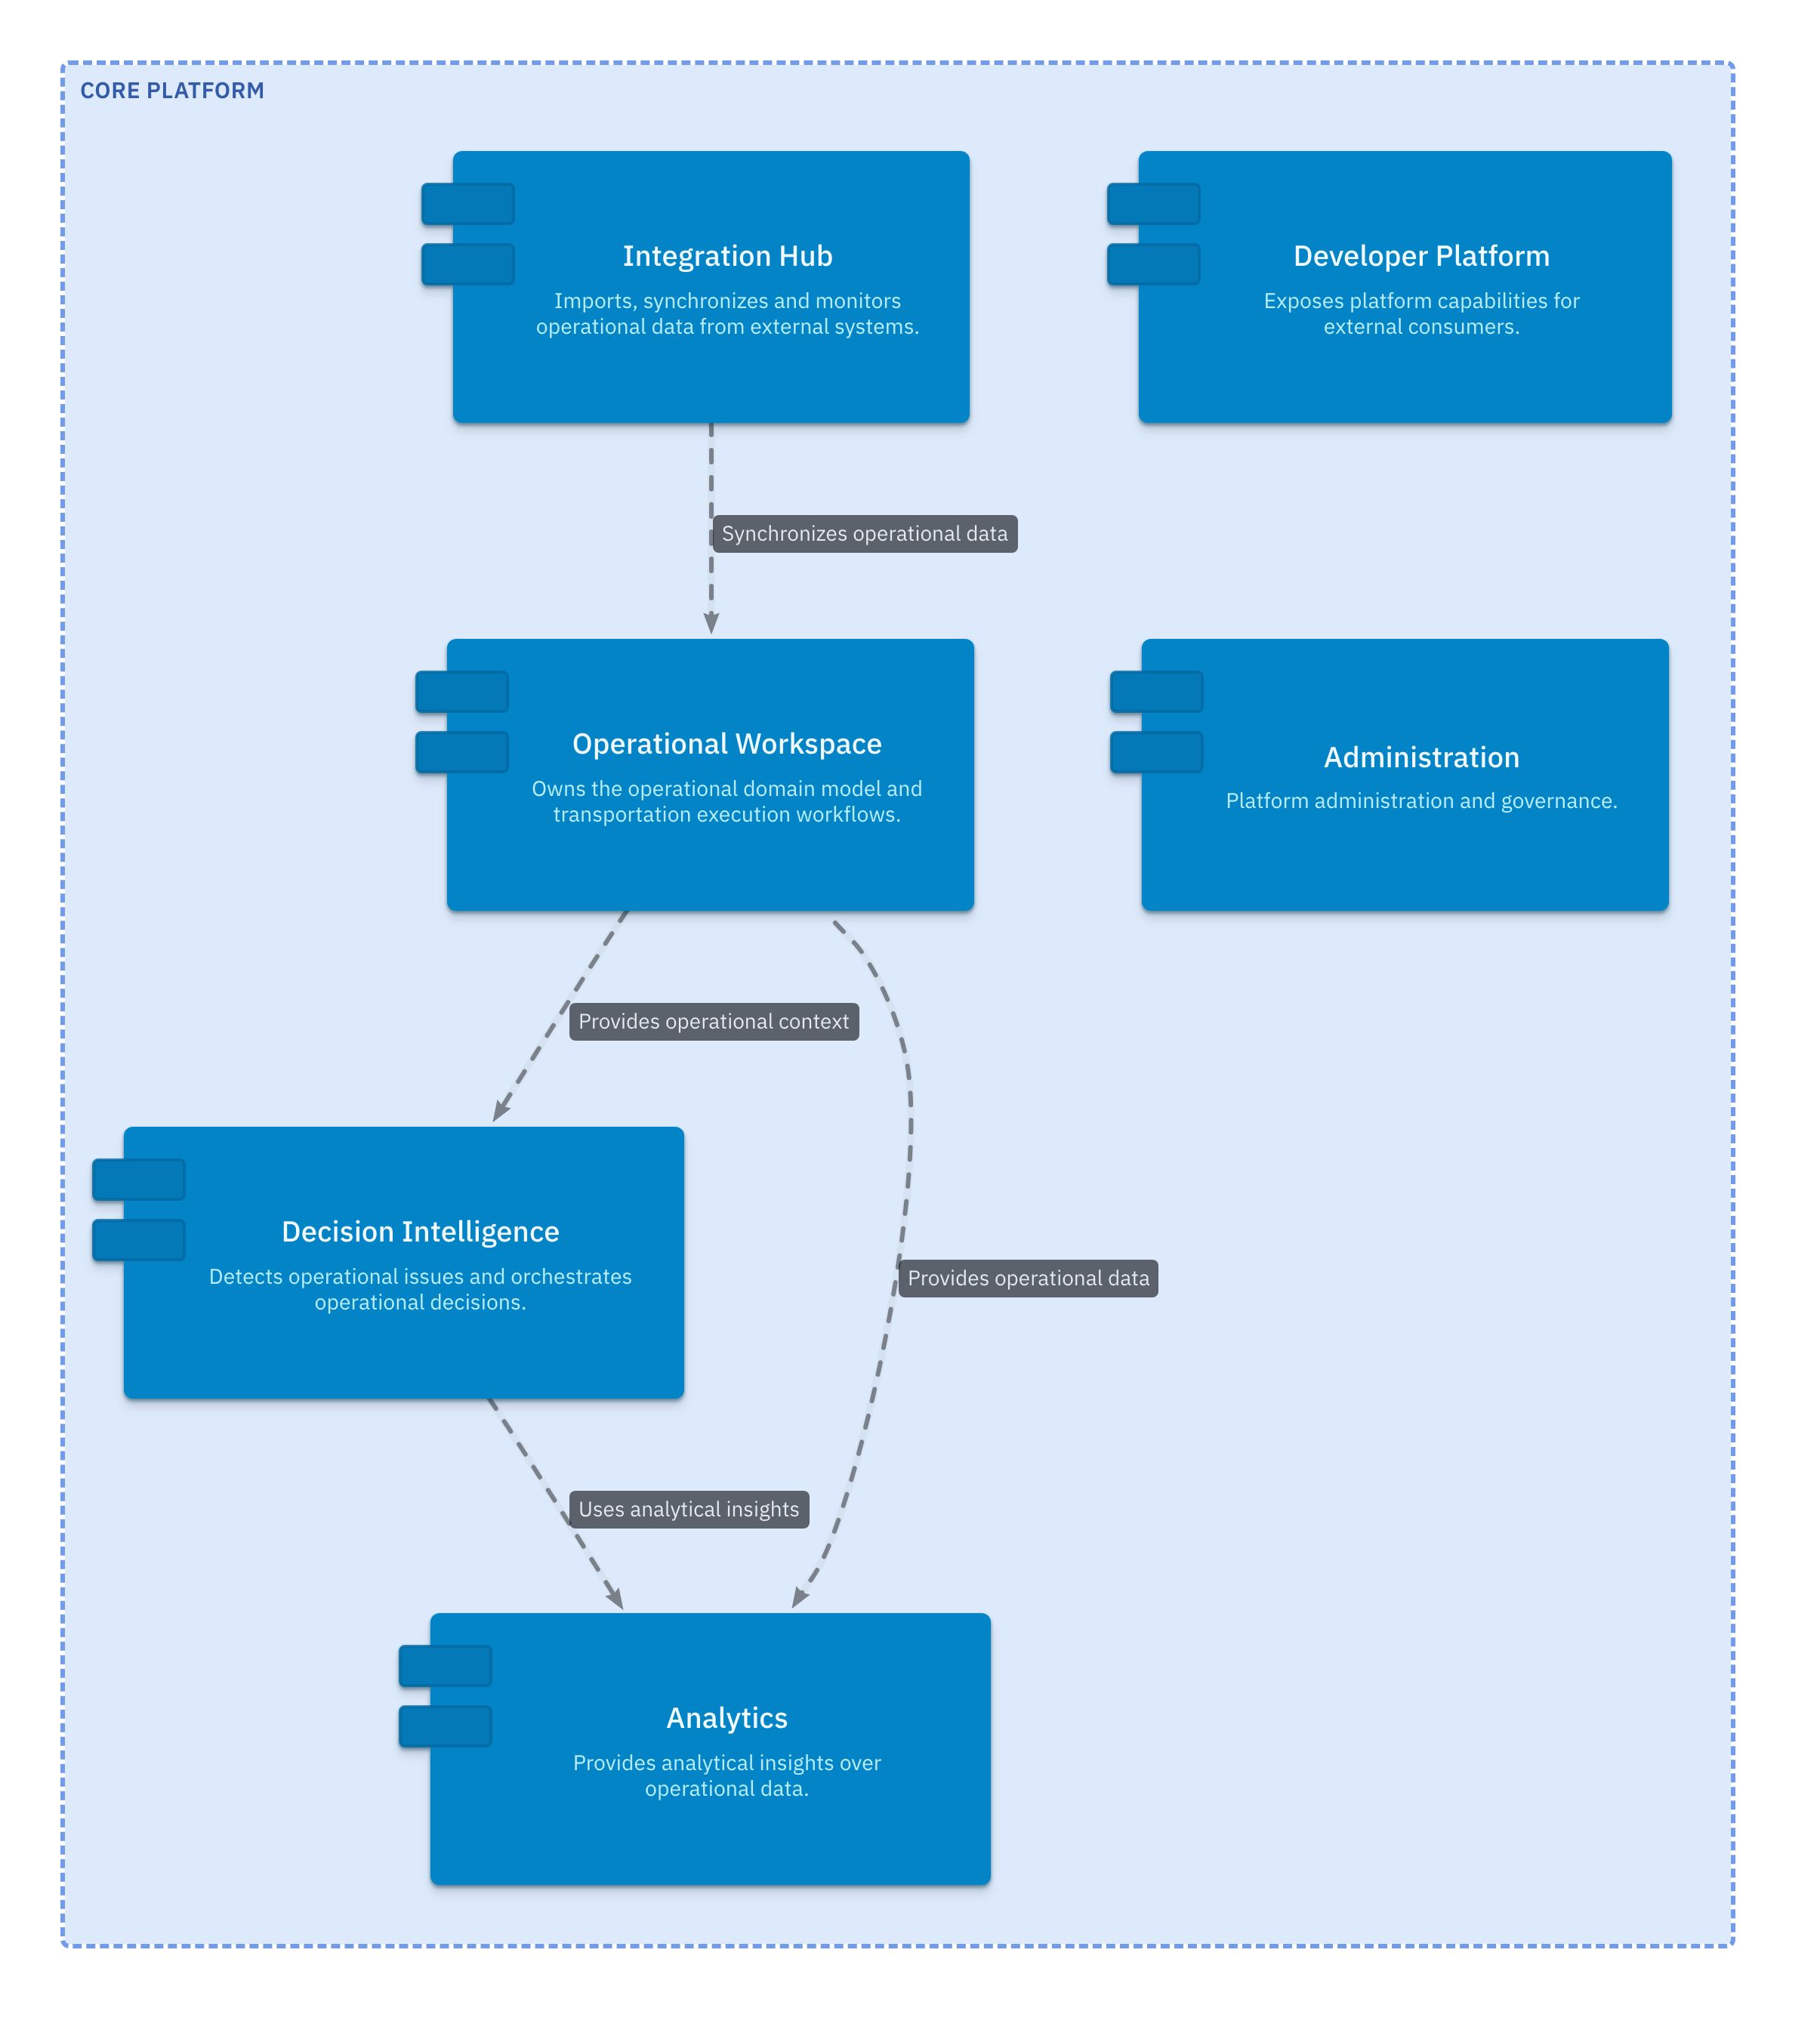 CORE PLATFORM
Integration Hub
Imports, synchronizes and monitors
operational data from external systems.
Developer Platform
Exposes platform capabilities for
external consumers.
Synchronizes operational data
Operational Workspace
Owns the operational domain model and
transportation execution workflows.
Administration
Platform administration and governance.
Provides operational context
Decision Intelligence
Detects operational issues and orchestrates
operational decisions.
Provides operational data
Uses analytical insights
Analytics
Provides analytical insights over
operational data.